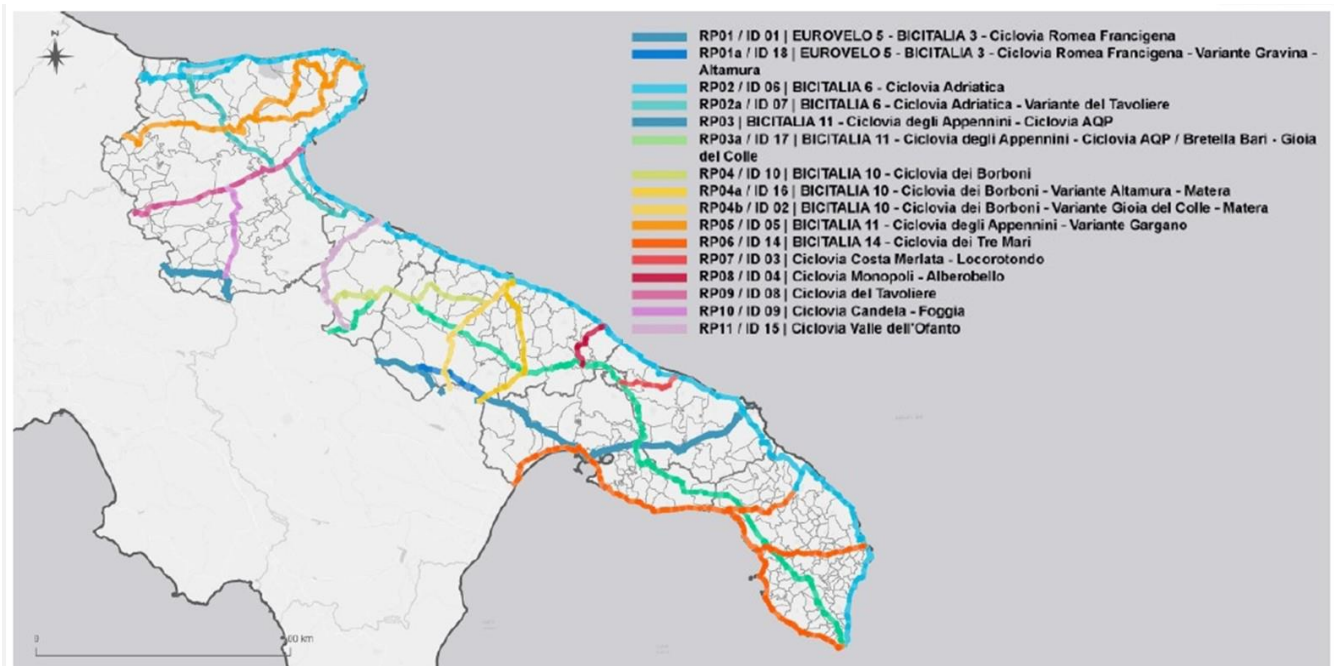 N
RP01 / ID 01 | EUROVELO 5 - BICITALIA 3 - Ciclovia Romea Francigena
RP01a / ID 18 | EUROVELO 5 - BICITALIA 3 - Ciclovia Romea Francigena - Variante Gravina -
Altamura
RP02 / ID 06 | BICITALIA 6 - Ciclovia Adriatica
RP02a / ID 07 | BICITALIA 6 - Ciclovia Adriatica - Variante del Tavoliere
RP03 | BICITALIA 11 - Ciclovia degli Appennini - Ciclovia AQP
RP03a / ID 17 | BICITALIA 11 - Ciclovia degli Appennini - Ciclovia AQP / Bretella Bari - Gioia
del Colle
RP04 / ID 10 | BICITALIA 10 - Ciclovia dei Borboni
RP04a / ID 16 | BICITALIA 10 - Ciclovia dei Borboni - Variante Altamura - Matera
RP04b / ID 02 | BICITALIA 10 - Ciclovia dei Borboni - Variante Gioia del Colle - Matera
RP05 / ID 05 | BICITALIA 11 - Ciclovia degli Appennini - Variante Gargano
RP06 / ID 14 | BICITALIA 14 - Ciclovia dei Tre Mari
RP07 / ID 03 | Ciclovia Costa Merlata - Locorotondo
RP08 / ID 04 | Ciclovia Monopoli - Alberobello
RP09 / ID 08 | Ciclovia del Tavoliere
RP10 / ID 09 | Ciclovia Candela - Foggia
RP11 / ID 15 | Ciclovia Valle dell'Ofanto
0 km